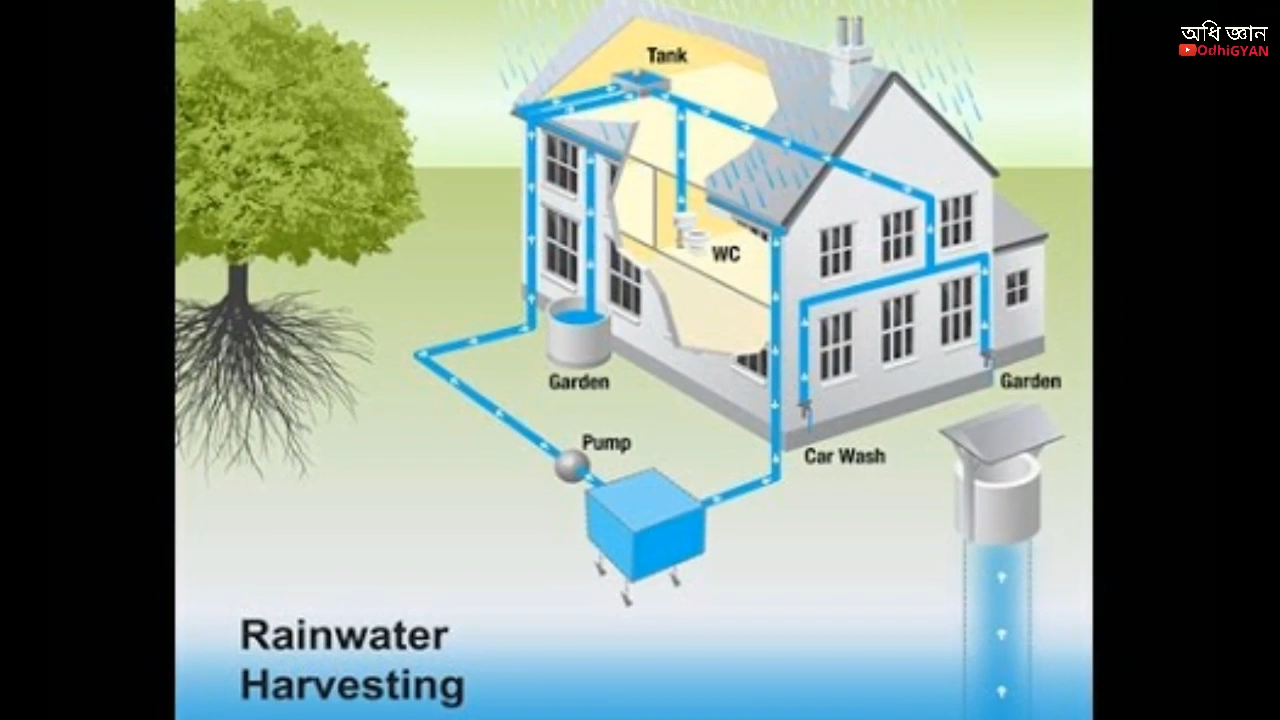 অধি জ্ঞান
OdhiGYAN
Tank
WC
Garden
Garden
Pump
Car Wash
Rainwater
Harvesting